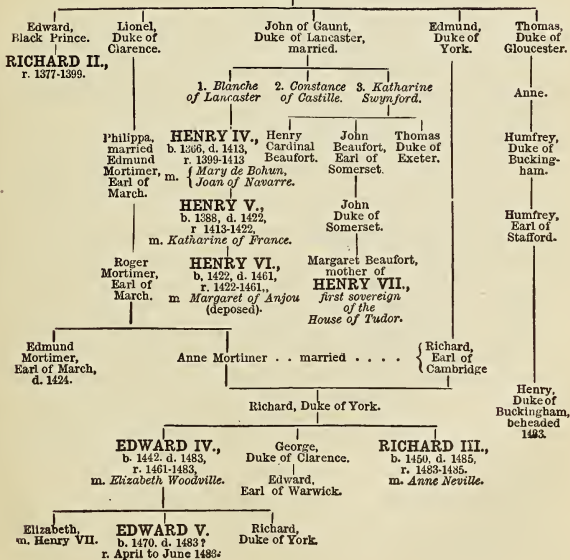 Edward,
Black Prince.
RICHARD II.,
r. 1377-1399.
Lionel,
Duke of
Clarence.
John of Gaunt,
Duke of Lancaster,
married.
Edmund,
Duke of
York.
Thomas,
Duke of
Gloucester.
1. Blanche
of Lancaster
2. Constance
of Castille.
3. Katharine
Swynford.
Anne.
Philippa,
married
Edmund
Mortimer,
Earl of
March.
HENRY IV.,
b. 1366, d. 1413,
r. 1399-1413
m. { Mary de Bohun,
Joan of Navarre.
Henry
Cardinal
Beaufort.
John
Beaufort,
Earl of
Somerset.
Thomas
Duke of
Exeter.
Humfrey,
Duke of
Bucking-
ham.
HENRY V.,
b. 1388, d. 1422,
r 1413-1422,
m. Katharine of France.
John
Duke of
Somerset.
Humfrey,
Earl of
Stafford.
Roger
Mortimer,
Earl of
March.
HENRY VI.,
b, 1422, d. 1461,
r. 1422-1461,,
m Margaret of Anjou
(deposed).
Margaret Beaufort,
mother of
HENRY VII.,
first sovereign
of the
House of Tudor.
Edmund
Mortimer,
Earl of March,
d. 1424.
Anne Mortimer . . married . . . . {
Richard,
Earl of
Cambridge
Henry,
Duke of
Buckingham,
beheaded
1483.
Richard, Duke of York.
EDWARD IV.,
b. 1442. d. 1483,
r. 1461-1483,
m. Elizabeth Woodville.
George,
Duke of Clarence.
Edward,
Earl of Warwick.
RICHARD III.,
b. 1450, d. 1485,
r. 1483-1485.
m. Anne Neville.
Elizabeth,
m. Henry VII.
EDWARD V.
b. 1470, d. 1483?
r. April to June 1483.
Richard,
Duke of York.